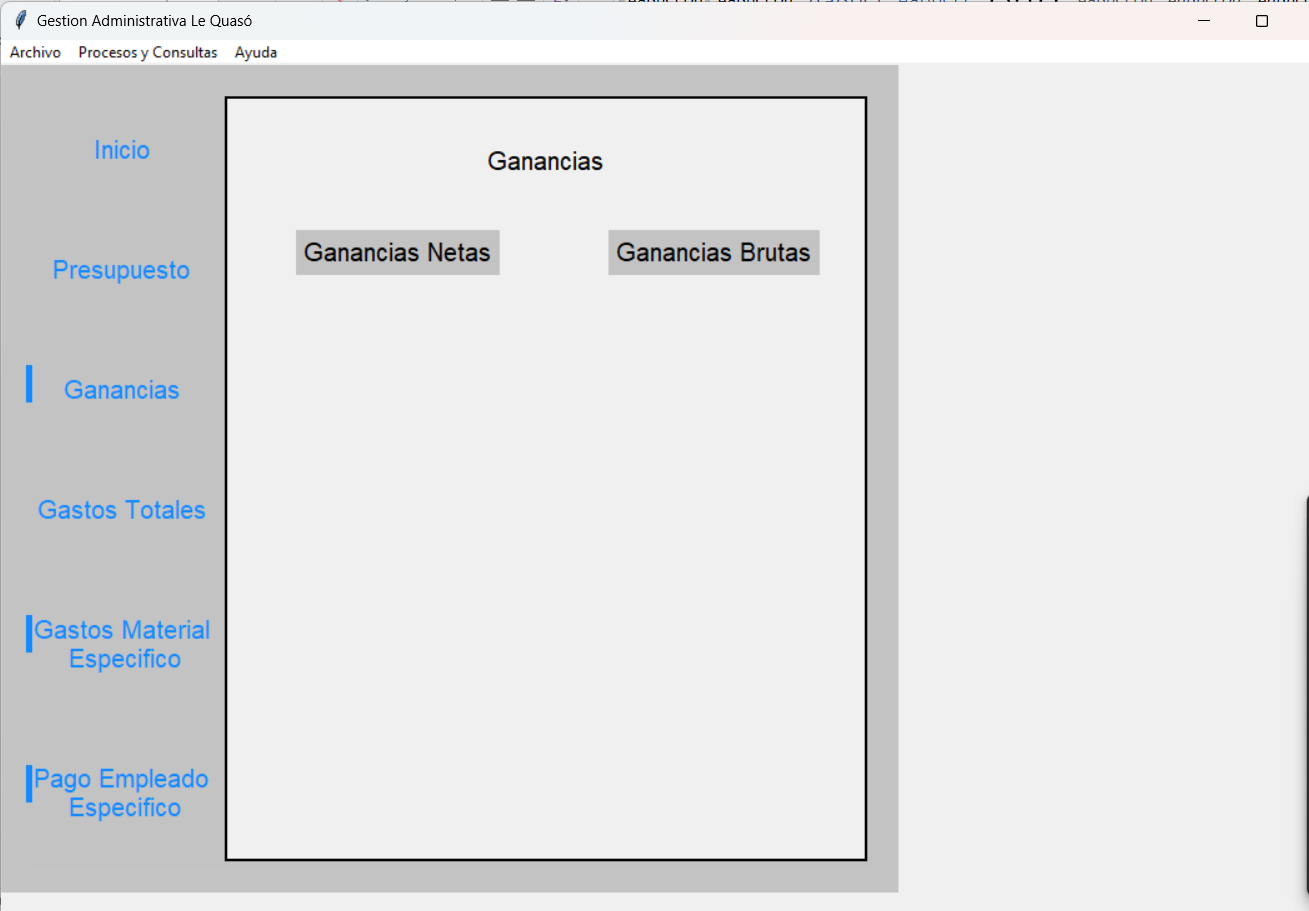 Gestion Administrativa Le Quasó
Archivo Procesos y Consultas Ayuda
Inicio
Presupuesto
Ganancias
Gastos Totales
Gastos Material
Especifico
Pago Empleado
Especifico
Ganancias
Ganancias Netas Ganancias Brutas